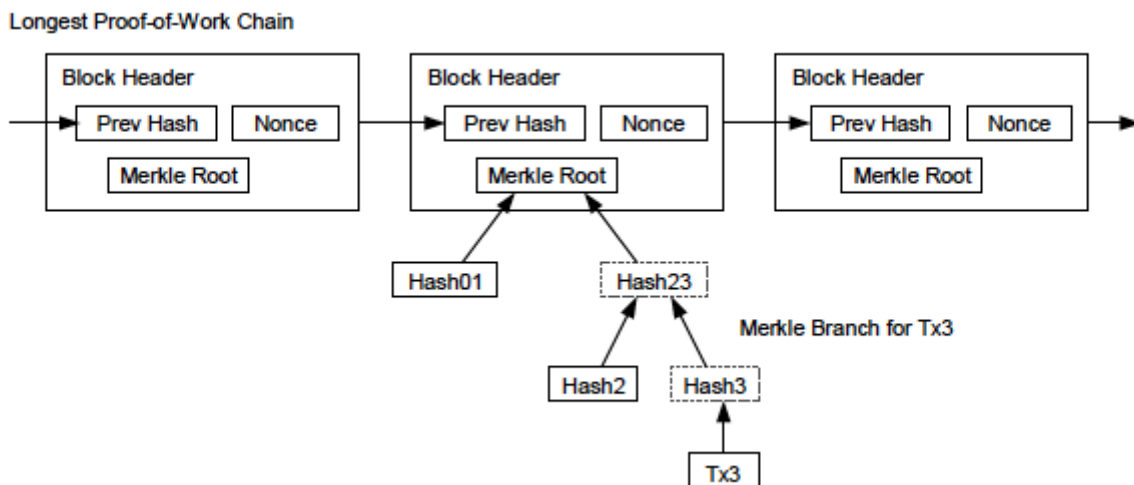 Longest Proof-of-Work Chain
Block Header
Block Header
Block Header
Prev Hash
Nonce
Prev Hash
Nonce
Prev Hash
Nonce
Merkle Root
Merkle Root
Merkle Root
Hash01
Hash23
Merkle Branch for Tx3
Hash2
Hash3
Tx3